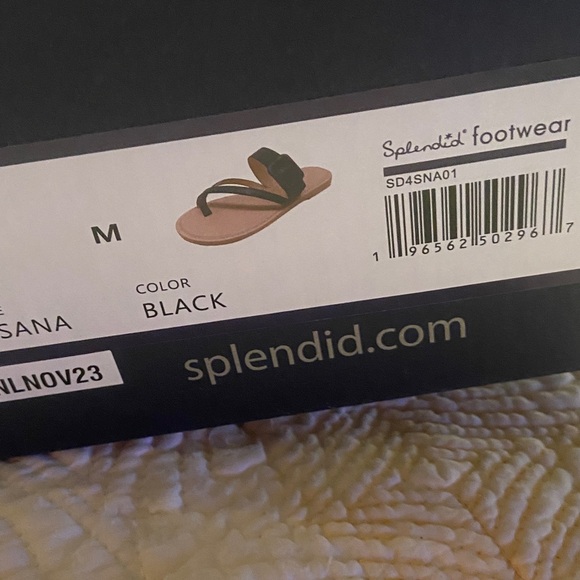 Splendid footwear
SD4SNA01
1 96562 50296 7
M
COLOR
BLACK
SANA
NLNOV23
splendid.com